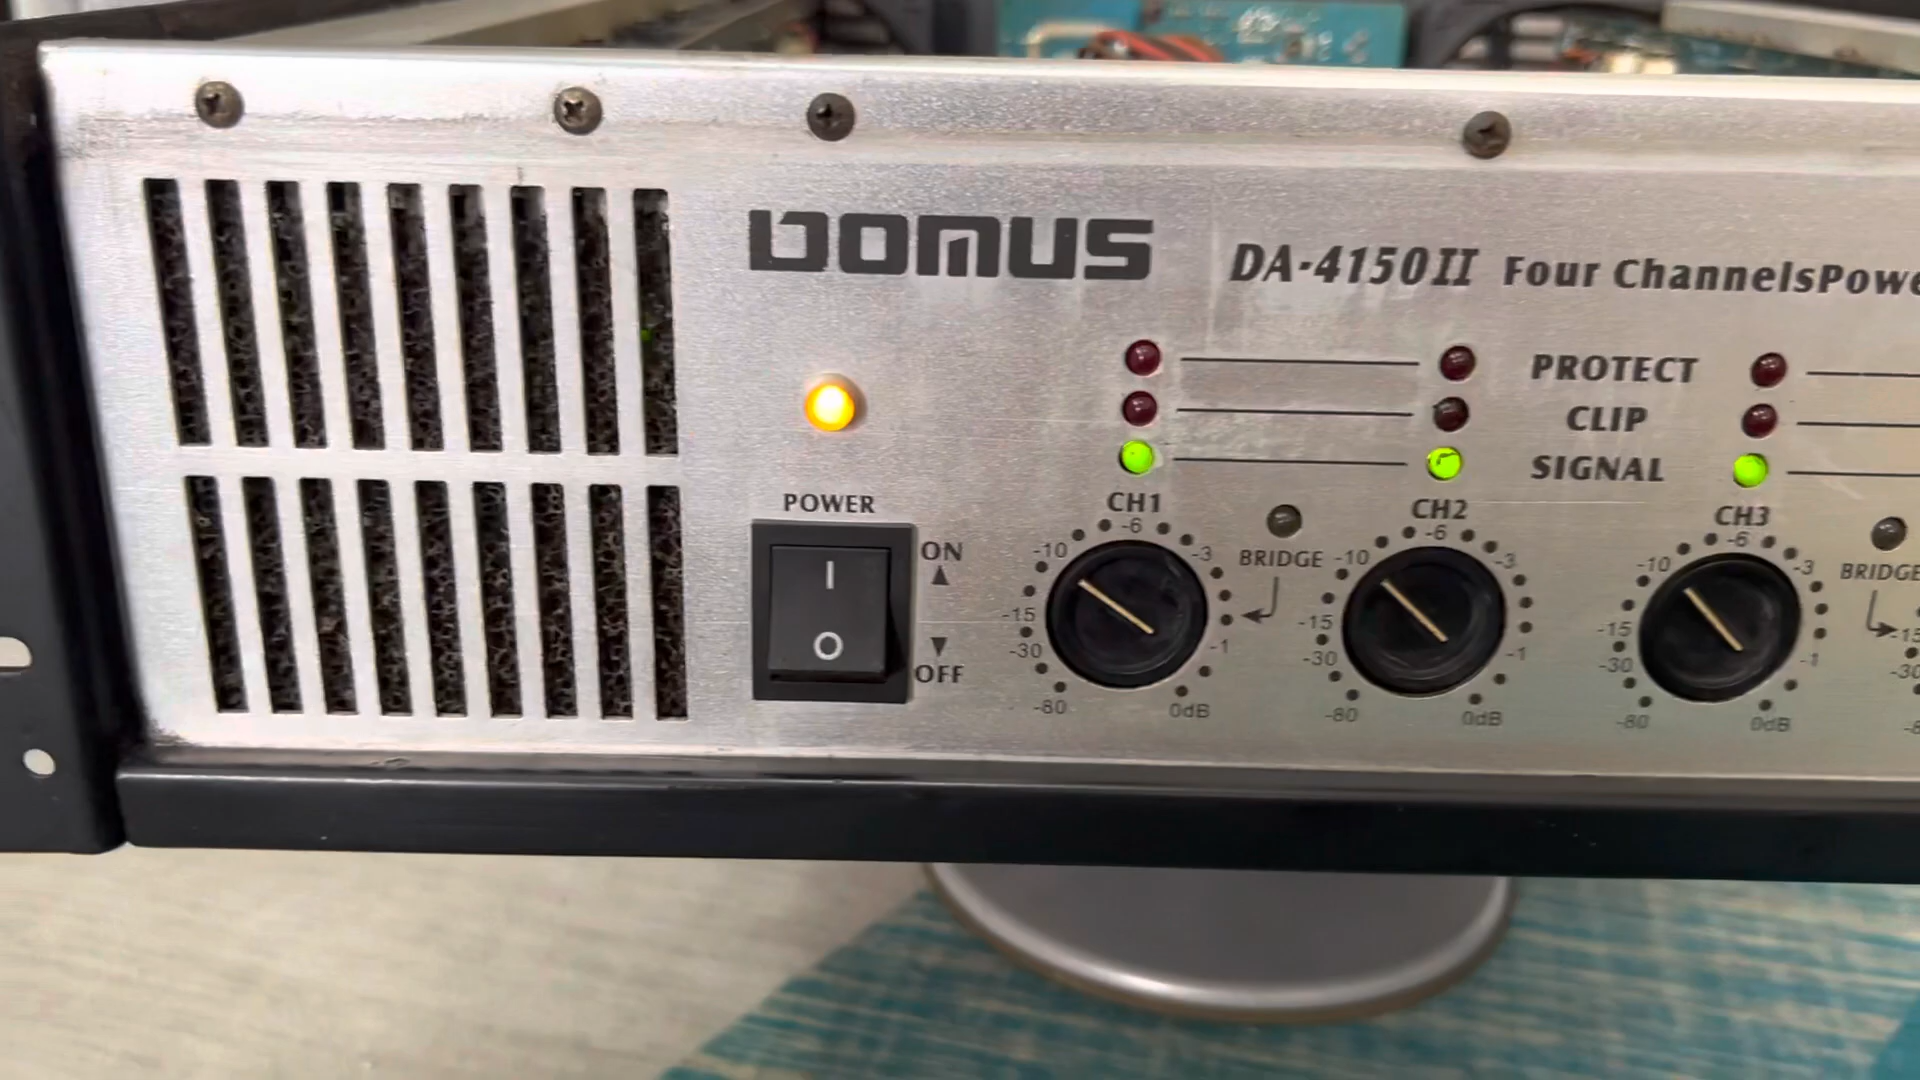 DOMUS
DA-4150II Four ChannelsPowe
PROTECT
CLIP
SIGNAL
POWER
ON
OFF
I
O
CH1
-6
-10
-3
-15
-1
-30
-80
0dB
BRIDGE
CH2
-6
-10
-3
-15
-1
-30
-80
0dB
CH3
-6
-10
-3
-15
-1
-30
-80
0dB
BRIDGE
-15
-30